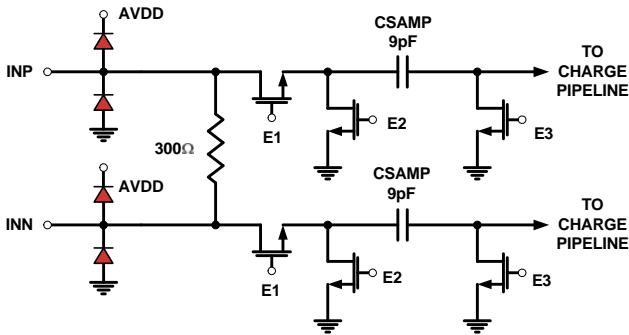 AVDD
CSAMP
9pF
INP
TO
CHARGE
PIPELINE
E1
E2
E3
300Ω
AVDD
CSAMP
9pF
INN
TO
CHARGE
PIPELINE
E1
E2
E3